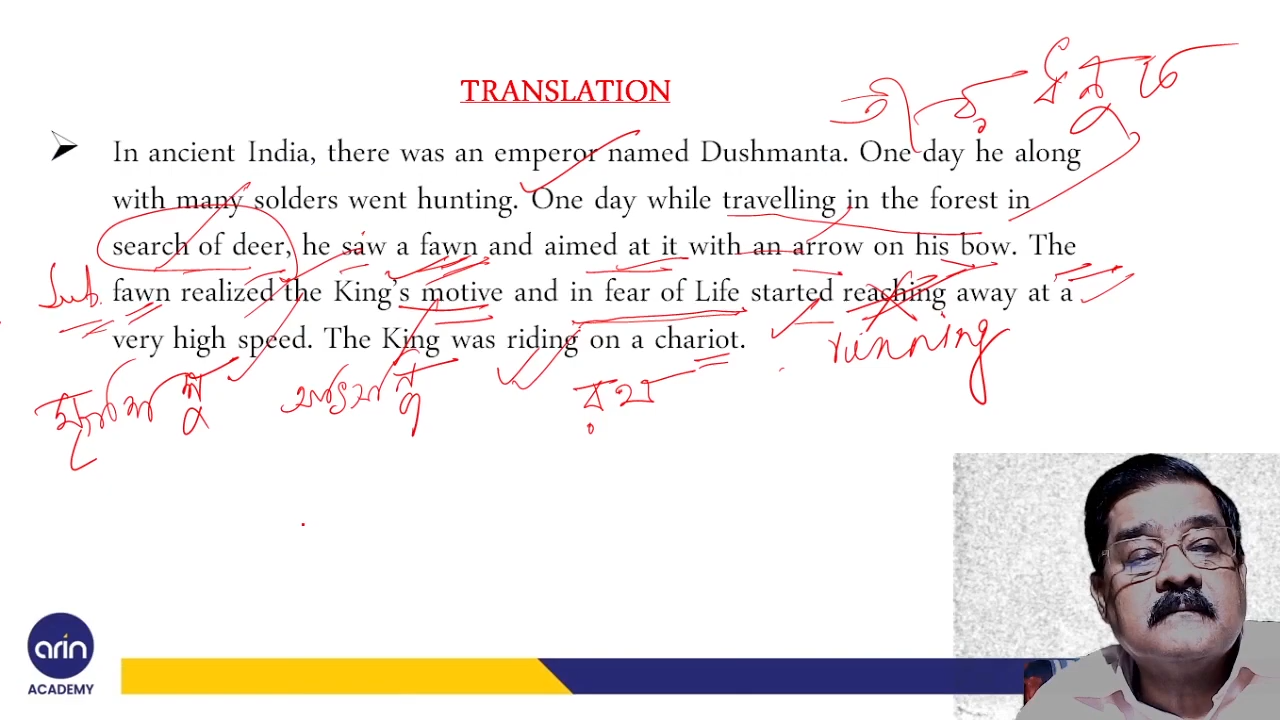 TRANSLATION
➤ In ancient India, there was an emperor named Dushmanta. One day he along
with many solders went hunting. One day while travelling in the forest in
search of deer, he saw a fawn and aimed at it with an arrow on his bow. The
Sub. fawn realized the King's motive and in fear of Life started reaching away at a
very high speed. The King was riding on a chariot.
running
রথ
arin
ACADEMY